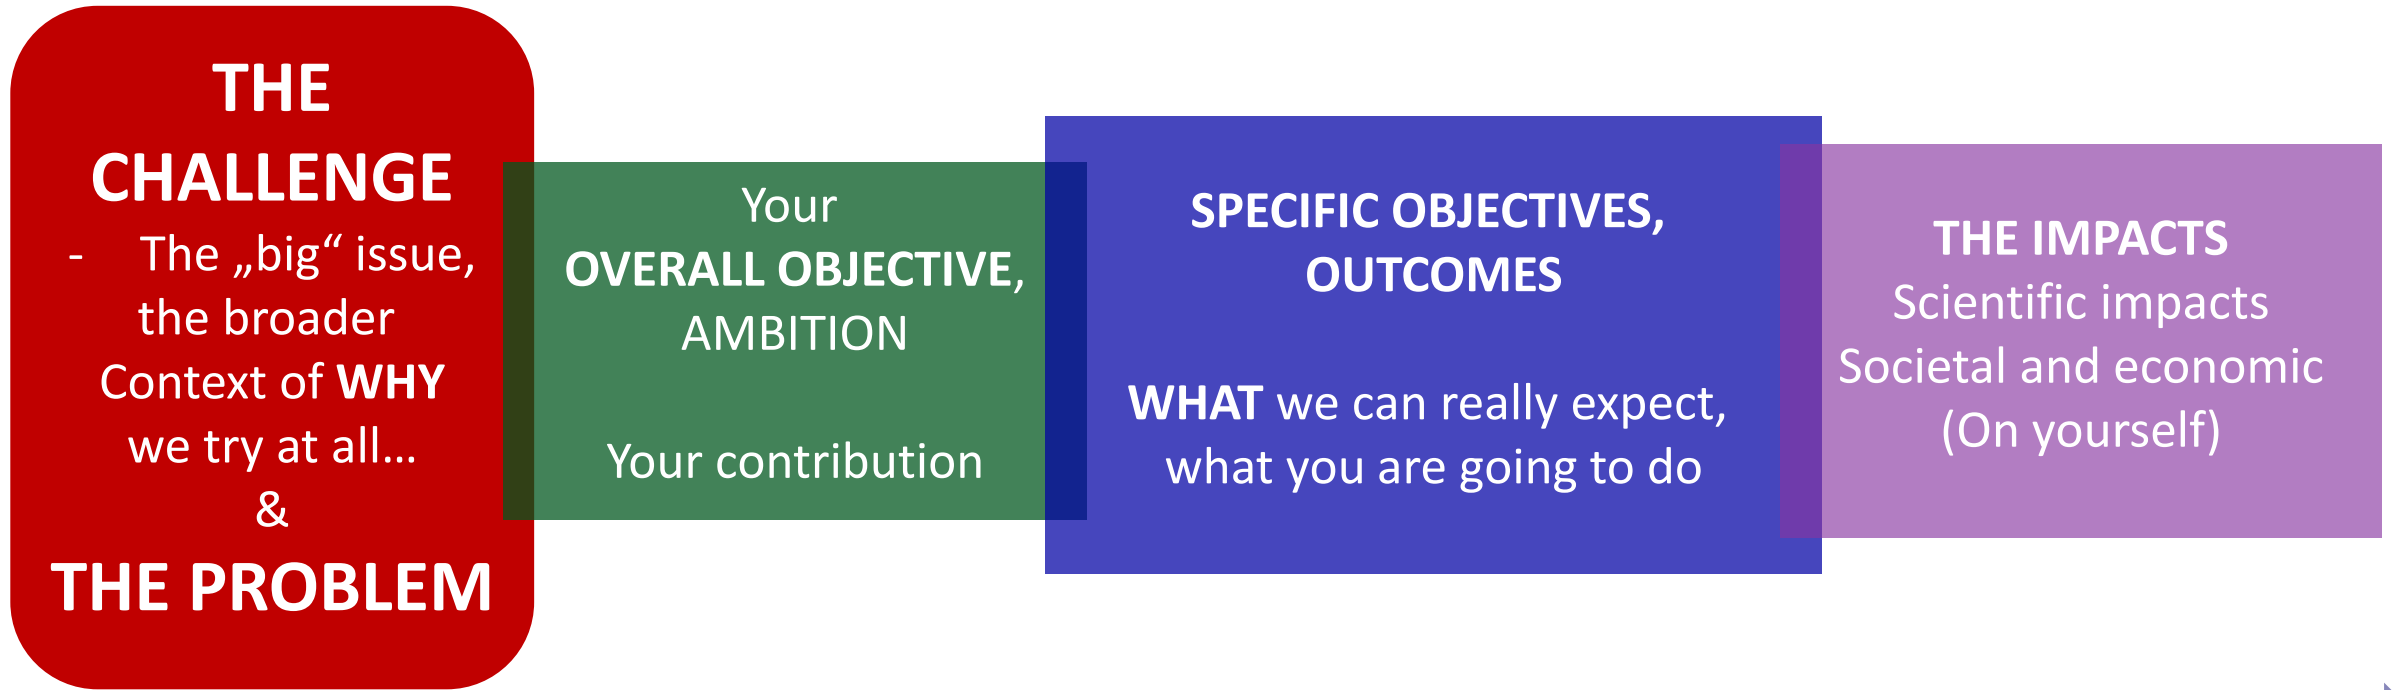 THE
CHALLENGE
- The „big“ issue,
the broader
Context of WHY
we try at all...
&
THE PROBLEM
Your
OVERALL OBJECTIVE,
AMBITION
Your contribution
SPECIFIC OBJECTIVES,
OUTCOMES
WHAT we can really expect,
what you are going to do
THE IMPACTS
Scientific impacts
Societal and economic
(On yourself)